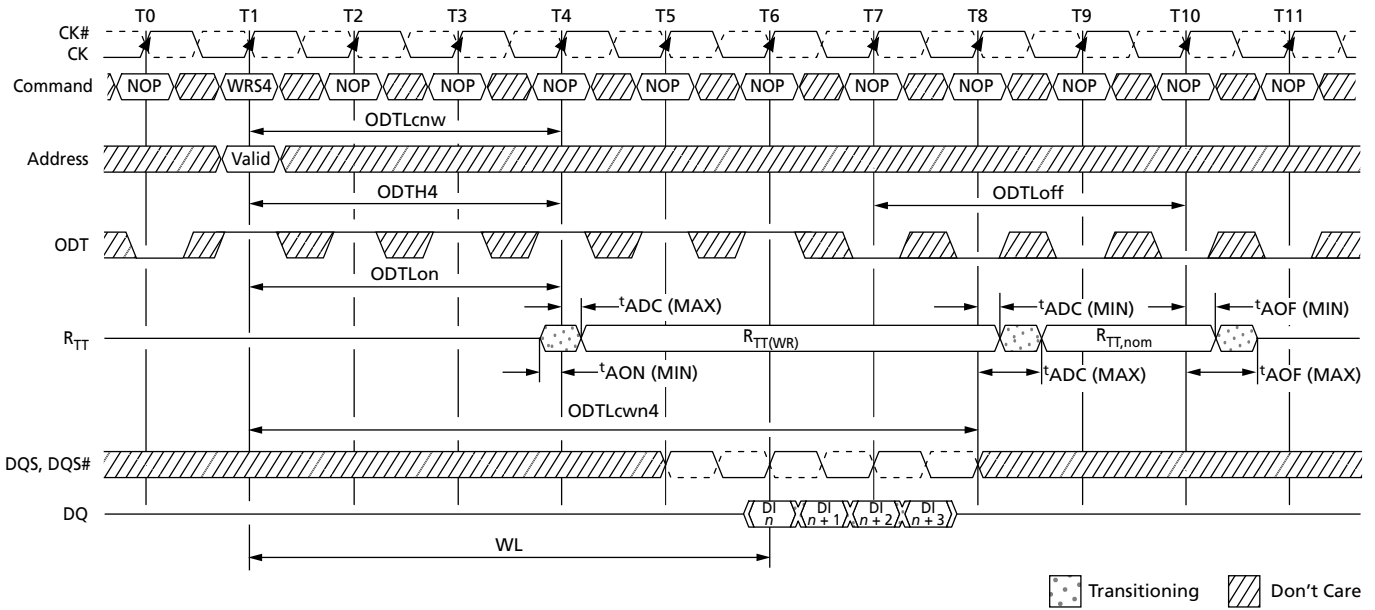 T0 T1 T2 T3 T4 T5 T6 T7 T8 T9 T10 T11
CK#
CK
Command NOP WRS4 NOP NOP NOP NOP NOP NOP NOP NOP NOP NOP
ODTLcnw
Address Valid
ODTH4 ODTLoff
ODT
ODTLon
tADC (MAX) tADC (MIN) tAOF (MIN)
RTT RTT(WR) RTT,nom
tAON (MIN) tADC (MAX) tAOF (MAX)
ODTLcwn4
DQS, DQS#
DQ DI n DI n + 1 DI n + 2 DI n + 3
WL
Transitioning Don't Care